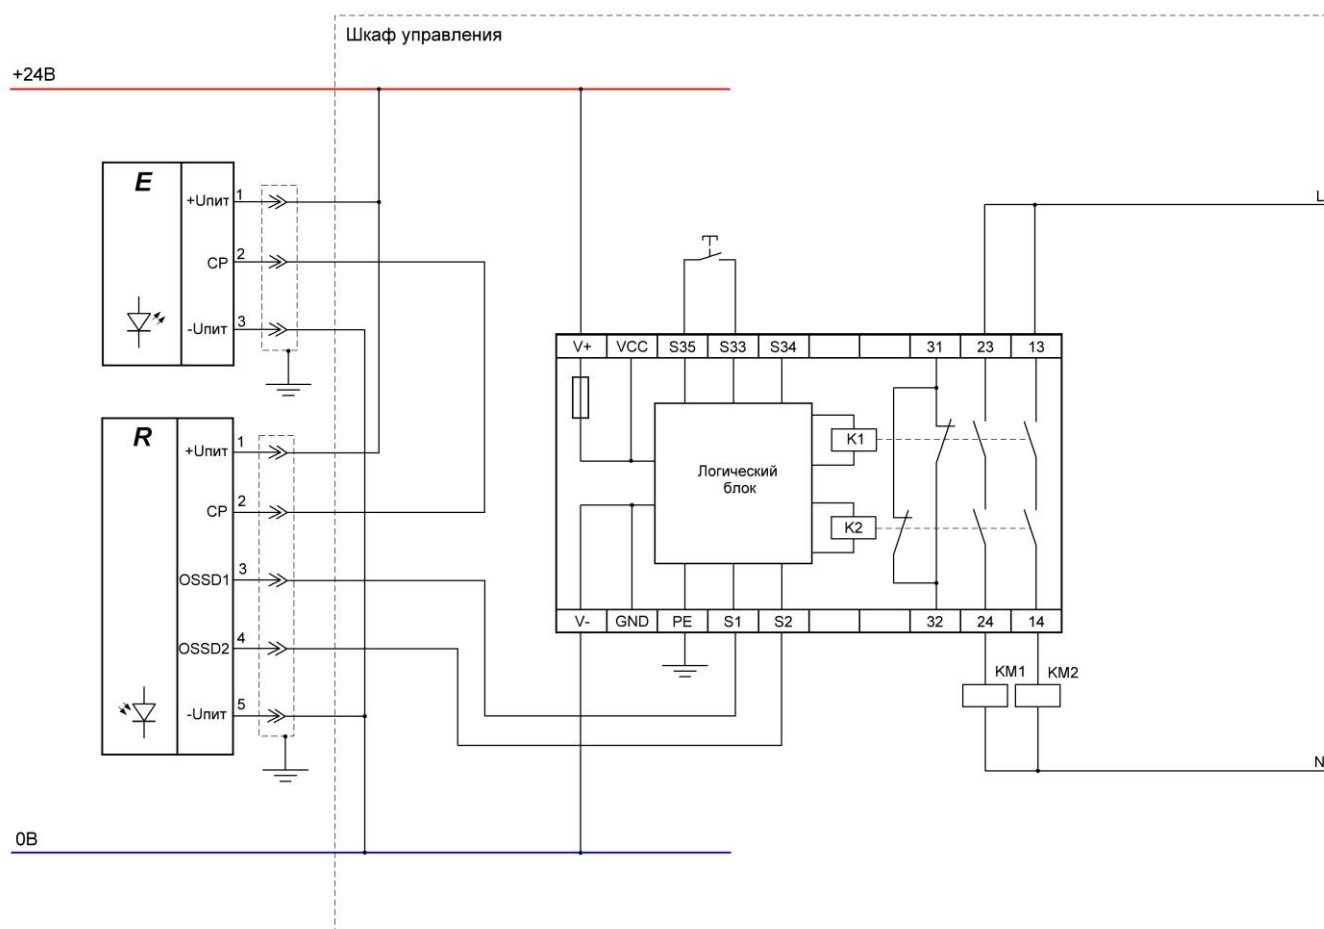 Шкаф управления
+24В
E
+Uпит 1
CP 2
-Uпит 3
R
+Uпит 1
CP 2
OSSD1 3
OSSD2 4
-Uпит 5
L
V+ VCC S35 S33 S34 31 23 13
Логический
блок
K1
K2
V- GND PE S1 S2 32 24 14
KM1 KM2
N
0В